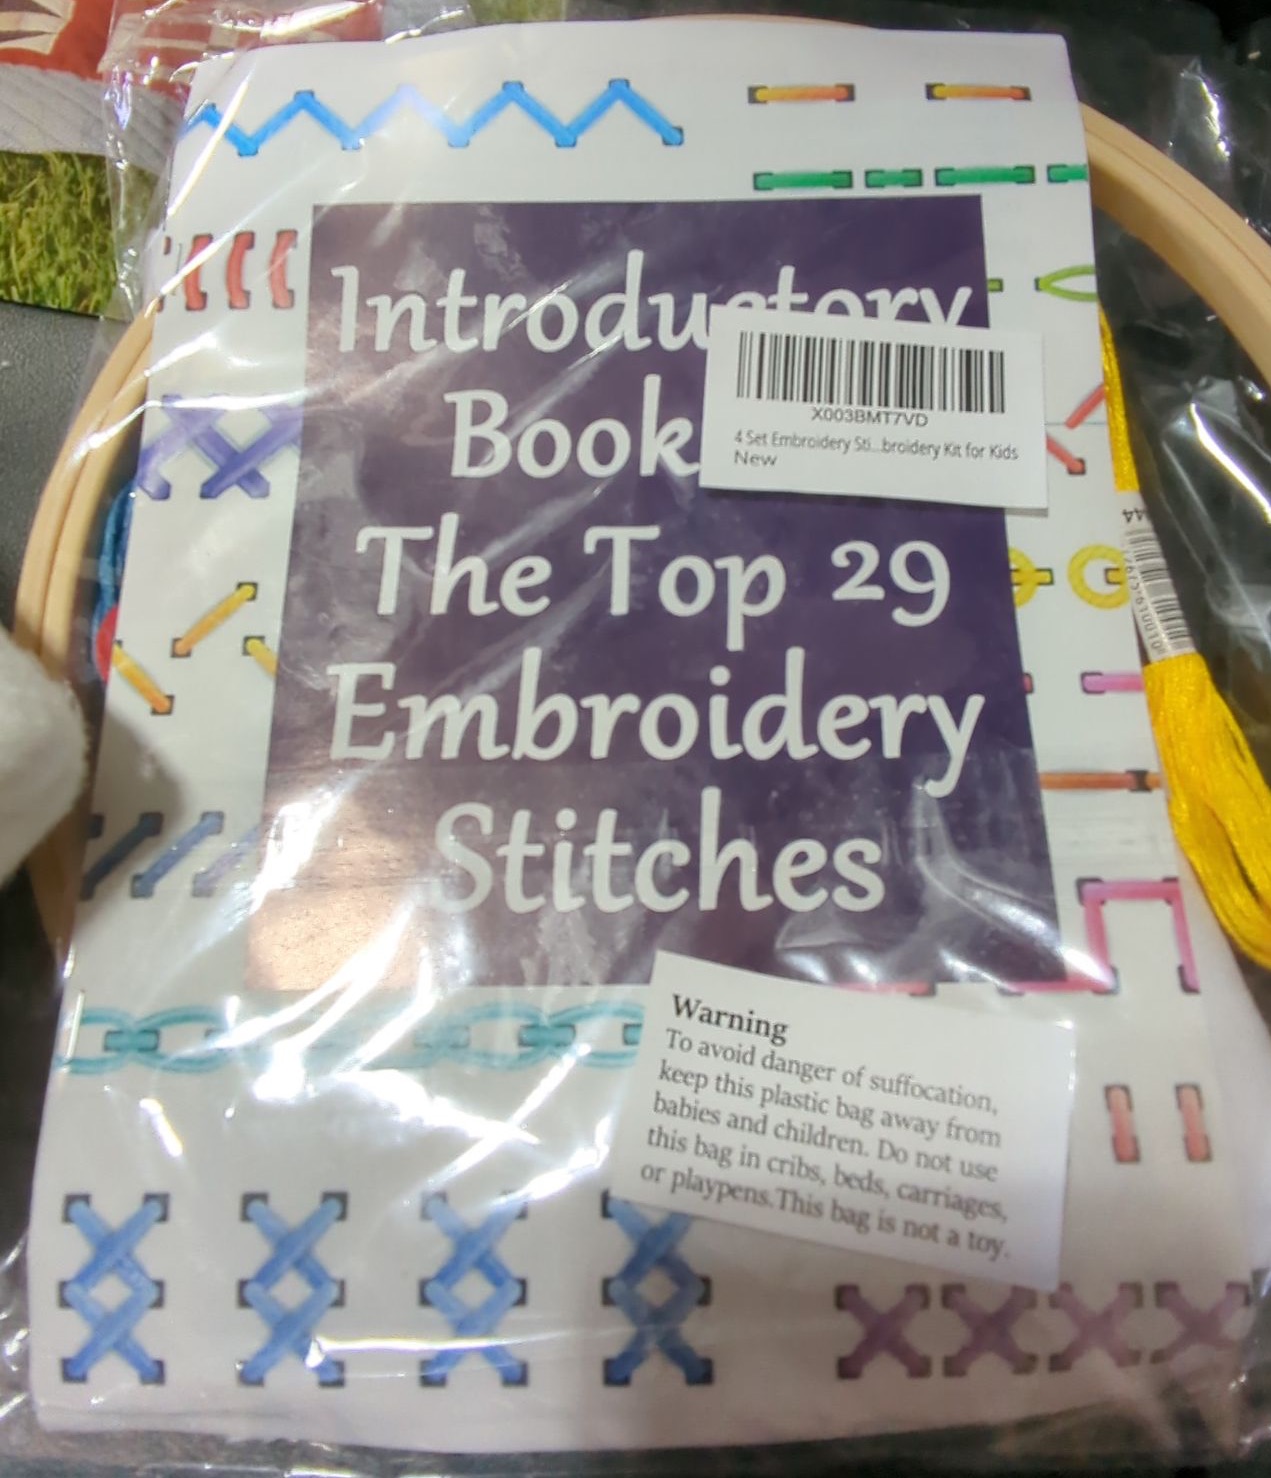 Introductory
Book
The Top 29
Embroidery
Stitches
X003BMT7VD
4 Set Embroidery Sti...broidery Kit for Kids
New
Warning
To avoid danger of suffocation,
keep this plastic bag away from
babies and children. Do not use
this bag in cribs, beds, carriages,
or playpens.This bag is not a toy.